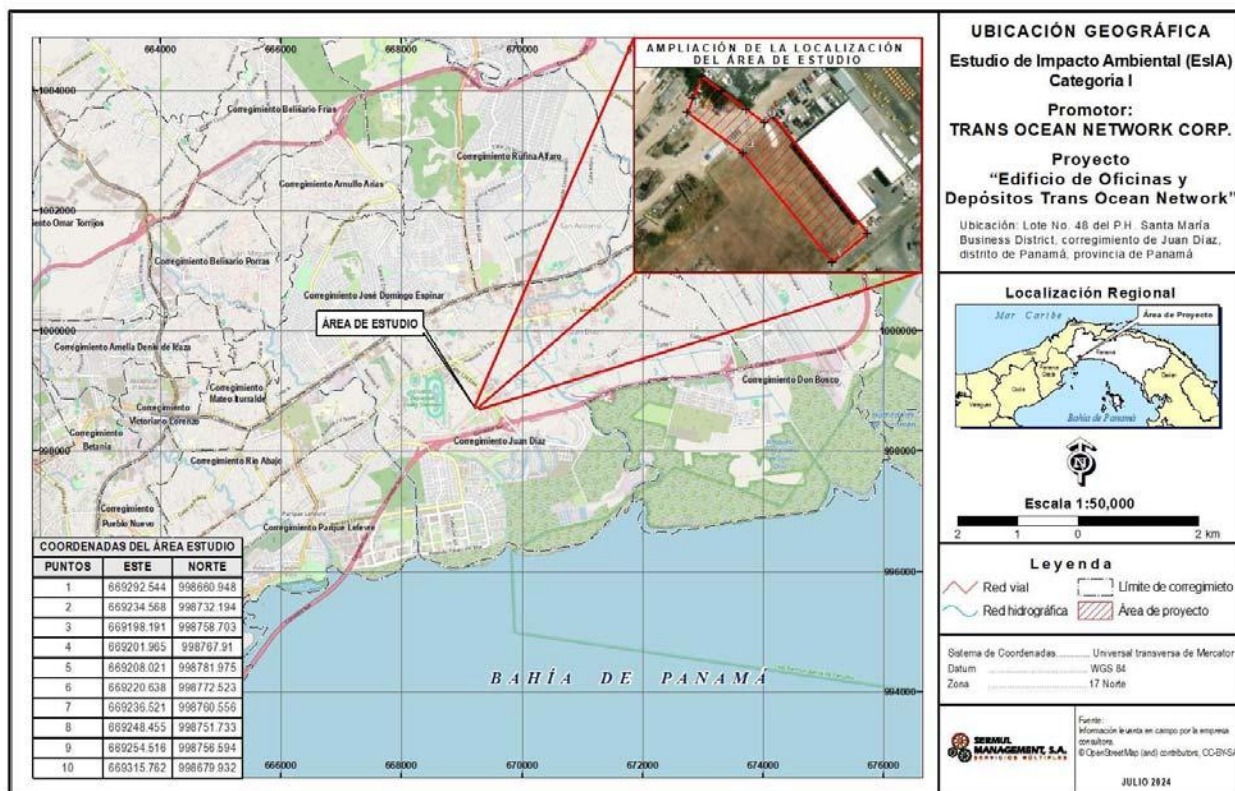 664000
666000
668000
670000
AMPLIACIÓN DE LA LOCALIZACIÓN
DEL ÁREA DE ESTUDIO
1004000
1002000
1000000
998000
1000000
998000
996000
994000
Corregimiento Belisario Frias
Corregimiento Rufina Alfaro
Corregimiento Arnulfo Arias
Corregimiento Belisario Porras
Corregimiento José Domingo Espinar
ÁREA DE ESTUDIO
Corregimiento
Mateo Iturralde
Corregimiento
Victoriano Lorenzo
Corregimiento
Betania
Corregimiento Río Abajo
Corregimiento
Pueblo Nuevo
Corregimiento Parque Lefevre
Corregimiento Juan Díaz
Corregimiento Don Bosco
BAHÍA DE PANAMÁ
COORDENADAS DEL ÁREA ESTUDIO
PUNTOS ESTE NORTE
1 669292.544 998660.948
2 669234.568 998732.194
3 669198.191 998758.703
4 669201.965 998767.91
5 669208.021 998781.975
6 669220.638 998772.523
7 669236.521 998760.556
8 669248.455 998751.733
9 669254.516 998756.594
10 669315.762 998679.932
666000
668000
670000
672000
674000
676000
UBICACIÓN GEOGRÁFICA
Estudio de Impacto Ambiental (EsIA)
Categoria I
Promotor:
TRANS OCEAN NETWORK CORP.
Proyecto
“Edificio de Oficinas y
Depósitos Trans Ocean Network”
Ubicación: Lote No. 48 del P.H. Santa María
Business District, corregimiento de Juan Díaz,
distrito de Panamá, provincia de Panamá
Localización Regional
Mar Caribe
Área de Proyecto
Bahía de Panamá
N
Escala 1:50,000
2 1 0 2 km
Leyenda
Red vial
Límite de corregimieto
Red hidrográfica
Área de proyecto
Sistema de Coordenadas............ Universal transversa de Mercator
Datum ............ WGS 84
Zona ............ 17 Norte
SERMUL
MANAGEMENT, S.A.
SERVICIOS MÚLTIPLES
Fuente:
Información levanta en campo por la empresa
consultora.
© OpenStreetMap (and) contributors, CC-BY-SA
JULIO 2024